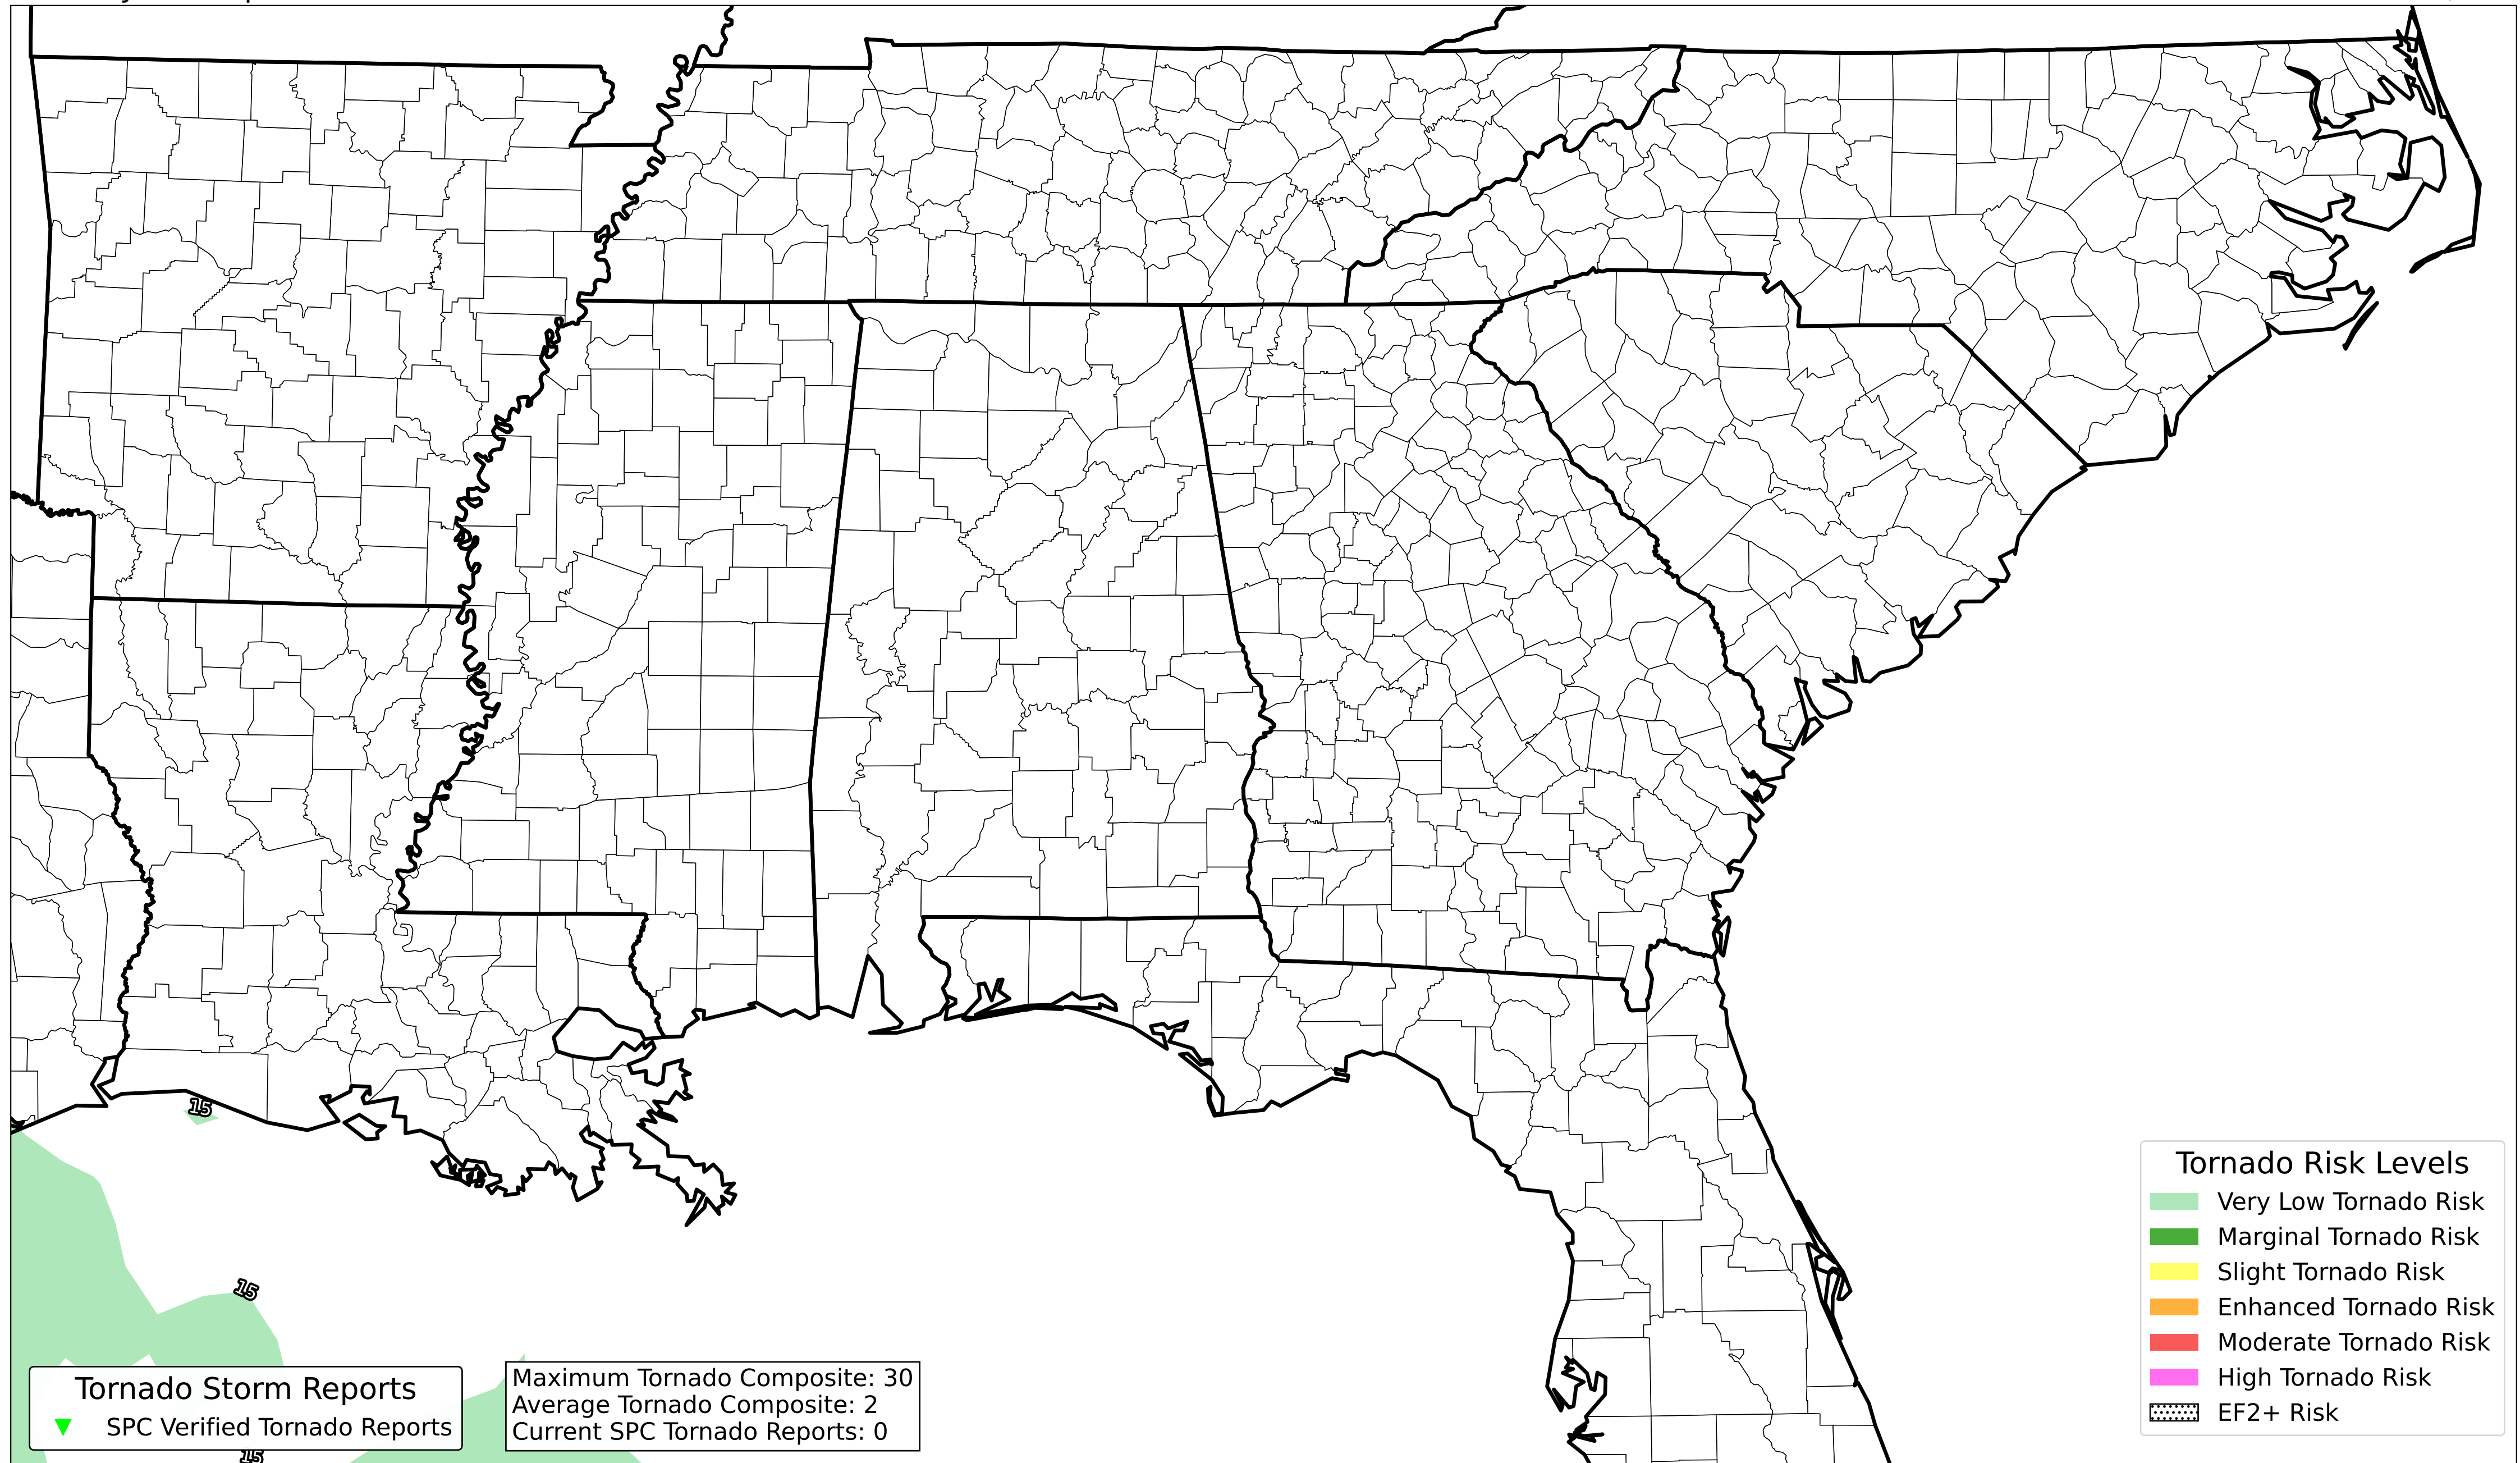 15
15
Tornado Storm Reports
SPC Verified Tornado Reports
15
Maximum Tornado Composite: 30
Average Tornado Composite: 2
Current SPC Tornado Reports: 0
Tornado Risk Levels
Very Low Tornado Risk
Marginal Tornado Risk
Slight Tornado Risk
Enhanced Tornado Risk
Moderate Tornado Risk
High Tornado Risk
EF2+ Risk